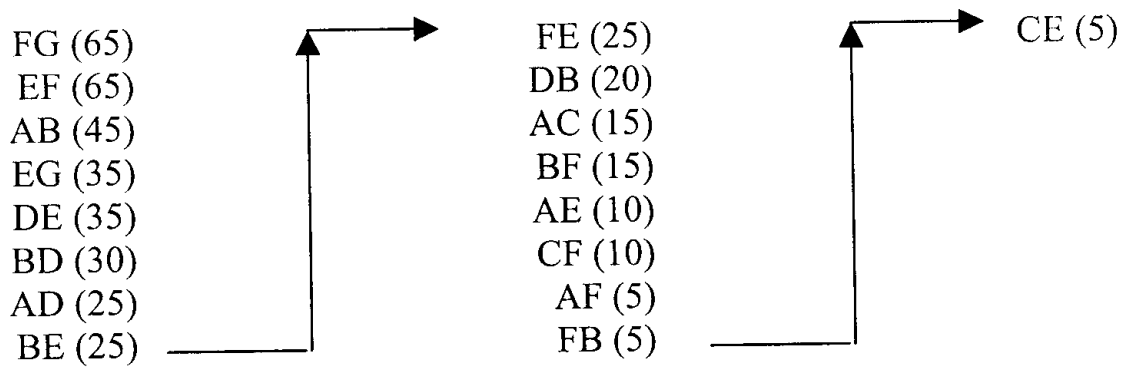 FG (65)
EF (65)
AB (45)
EG (35)
DE (35)
BD (30)
AD (25)
BE (25)
FE (25)
DB (20)
AC (15)
BF (15)
AE (10)
CF (10)
AF (5)
FB (5)
CE (5)